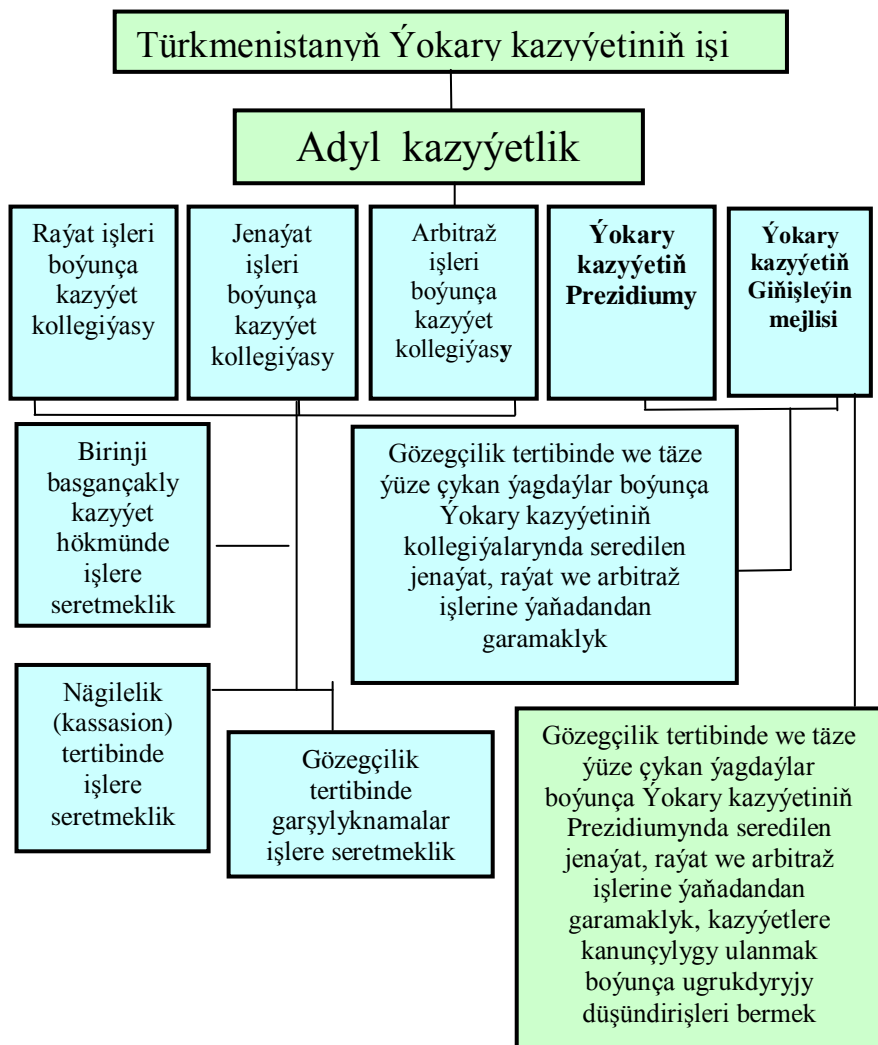 Türkmenistanyň Ýokary kazyýetiniň işi
Adyl kazyýetlik
Raýat işleri
boýunça
kazyýet
kollegiýasy
Jenaýat
işleri
boýunça
kazyýet
kollegiýasy
Arbitraž
işleri
boýunça
kazyýet
kollegiýasy
Ýokary
kazyýetiň
Prezidiumy
Ýokary
kazyýetiň
Giňişleýin
mejlisi
Birinji
basgançakly
kazyýet
hökmünde
işlere
seretmeklik
Gözegçilik tertibinde we täze
ýüze çykan ýagdaýlar boýunça
Ýokary kazyýetiniň
kollegiýalarynda seredilen
jenaýat, raýat we arbitraž
işlerine ýaňadandan
garamaklyk
Nägilelik
(kassasion)
tertibinde
işlere
seretmeklik
Gözegçilik
tertibinde
garşylyknamalar
işlere seretmeklik
Gözegçilik tertibinde we täze
ýüze çykan ýagdaýlar
boýunça Ýokary kazyýetiniň
Prezidiumynda seredilen
jenaýat, raýat we arbitraž
işlerine ýaňadandan
garamaklyk, kazyýetlere
kanunçylygy ulanmak
boýunça ugrukdyryjy
düşündirişleri bermek